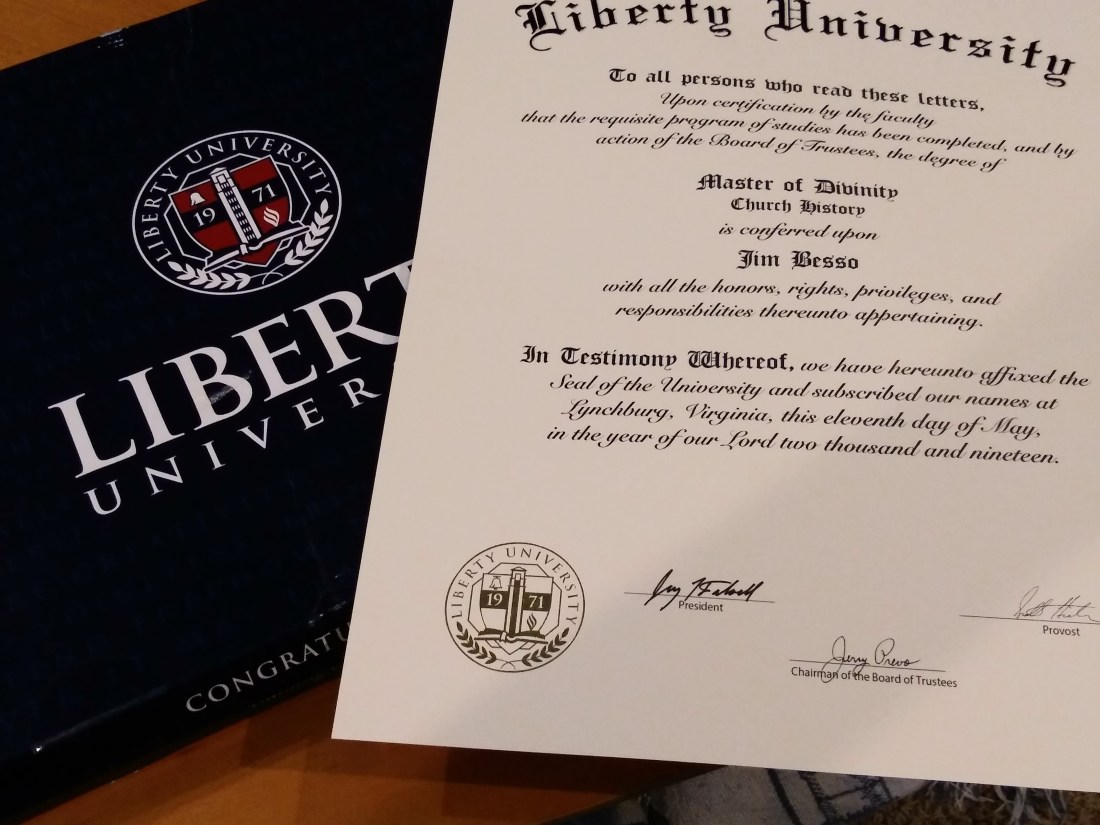 LIBERTY UNIVERSITY
19 71
LIBERT
UNIVER
CONGRATU
Liberty University
To all persons who read these letters,
Upon certification by the faculty
that the requisite program of studies has been completed, and by
action of the Board of Trustees, the degree of
Master of Divinity
Church History
is conferred upon
Jim Besso
with all the honors, rights, privileges, and
responsibilities thereunto appertaining.
In Testimony Whereof, we have hereunto affixed the
Seal of the University and subscribed our names at
Lynchburg, Virginia, this eleventh day of May,
in the year of our Lord two thousand and nineteen.
LIBERTY UNIVERSITY
19 71
Jerry Falwell
President
Provost
Jerry Prevo
Chairman of the Board of Trustees